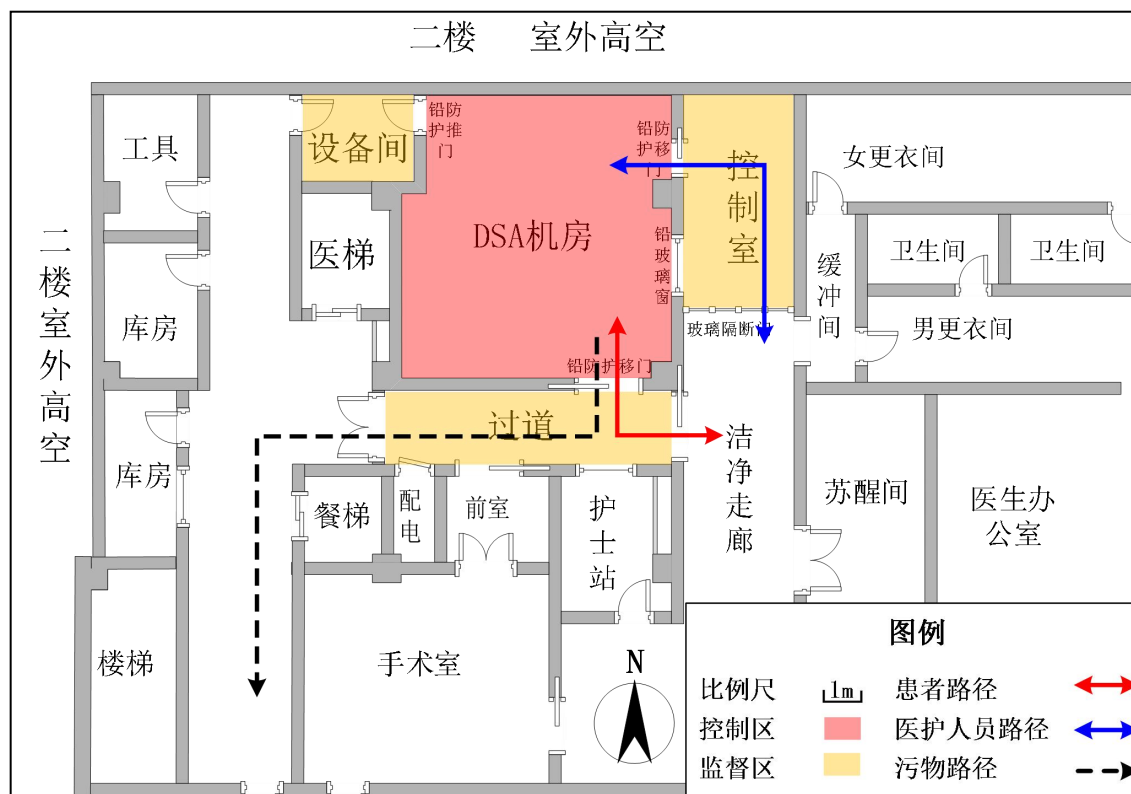 二楼 室外高空
二楼室外高空
工具
设备间
铅防
护推
门
铅防
护移
门
控制室
女更衣间
DSA机房
医梯
铅玻璃窗
卫生间
卫生间
缓冲间
库房
玻璃隔断门
男更衣间
铅防护移门
过道
洁净走廊
库房
餐梯
配电
前室
护士站
苏醒间
医生办
公室
楼梯
手术室
N
图例
比例尺 1m 患者路径
控制区 医护人员路径
监督区 污物路径